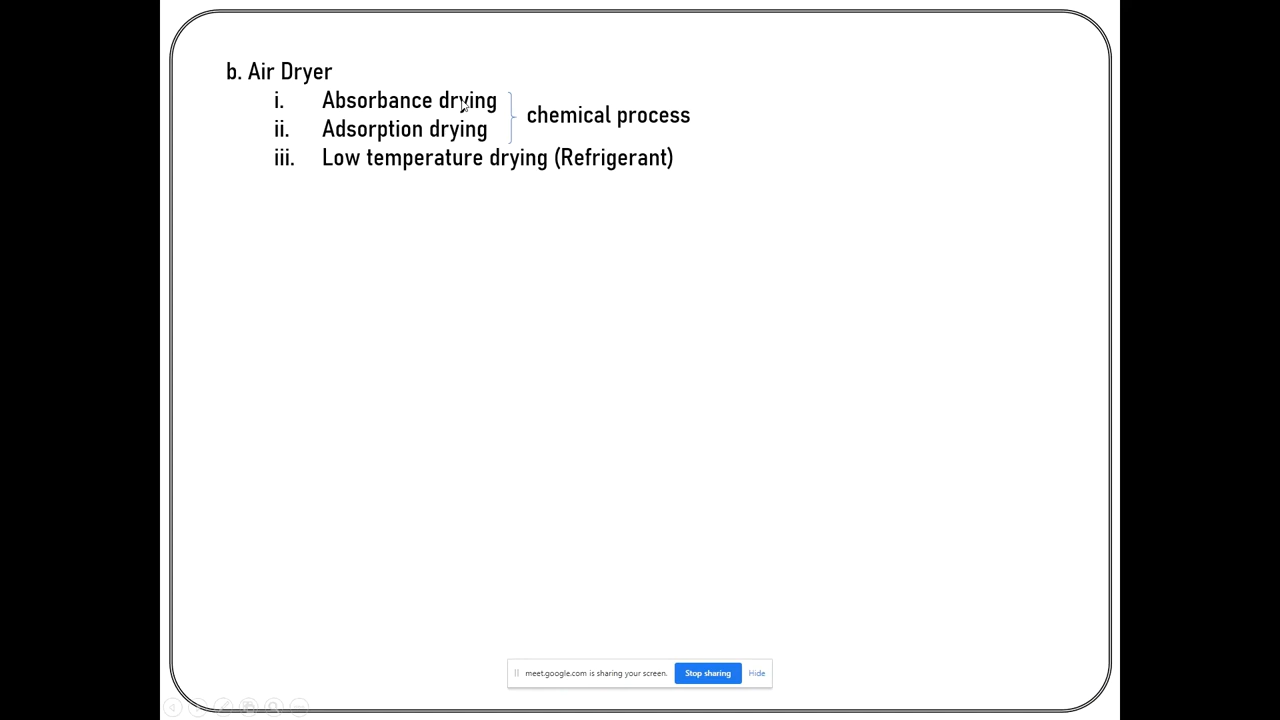 b. Air Dryer
i. Absorbance drying
ii. Adsorption drying
chemical process
iii. Low temperature drying (Refrigerant)
meet.google.com is sharing your screen. Stop sharing Hide